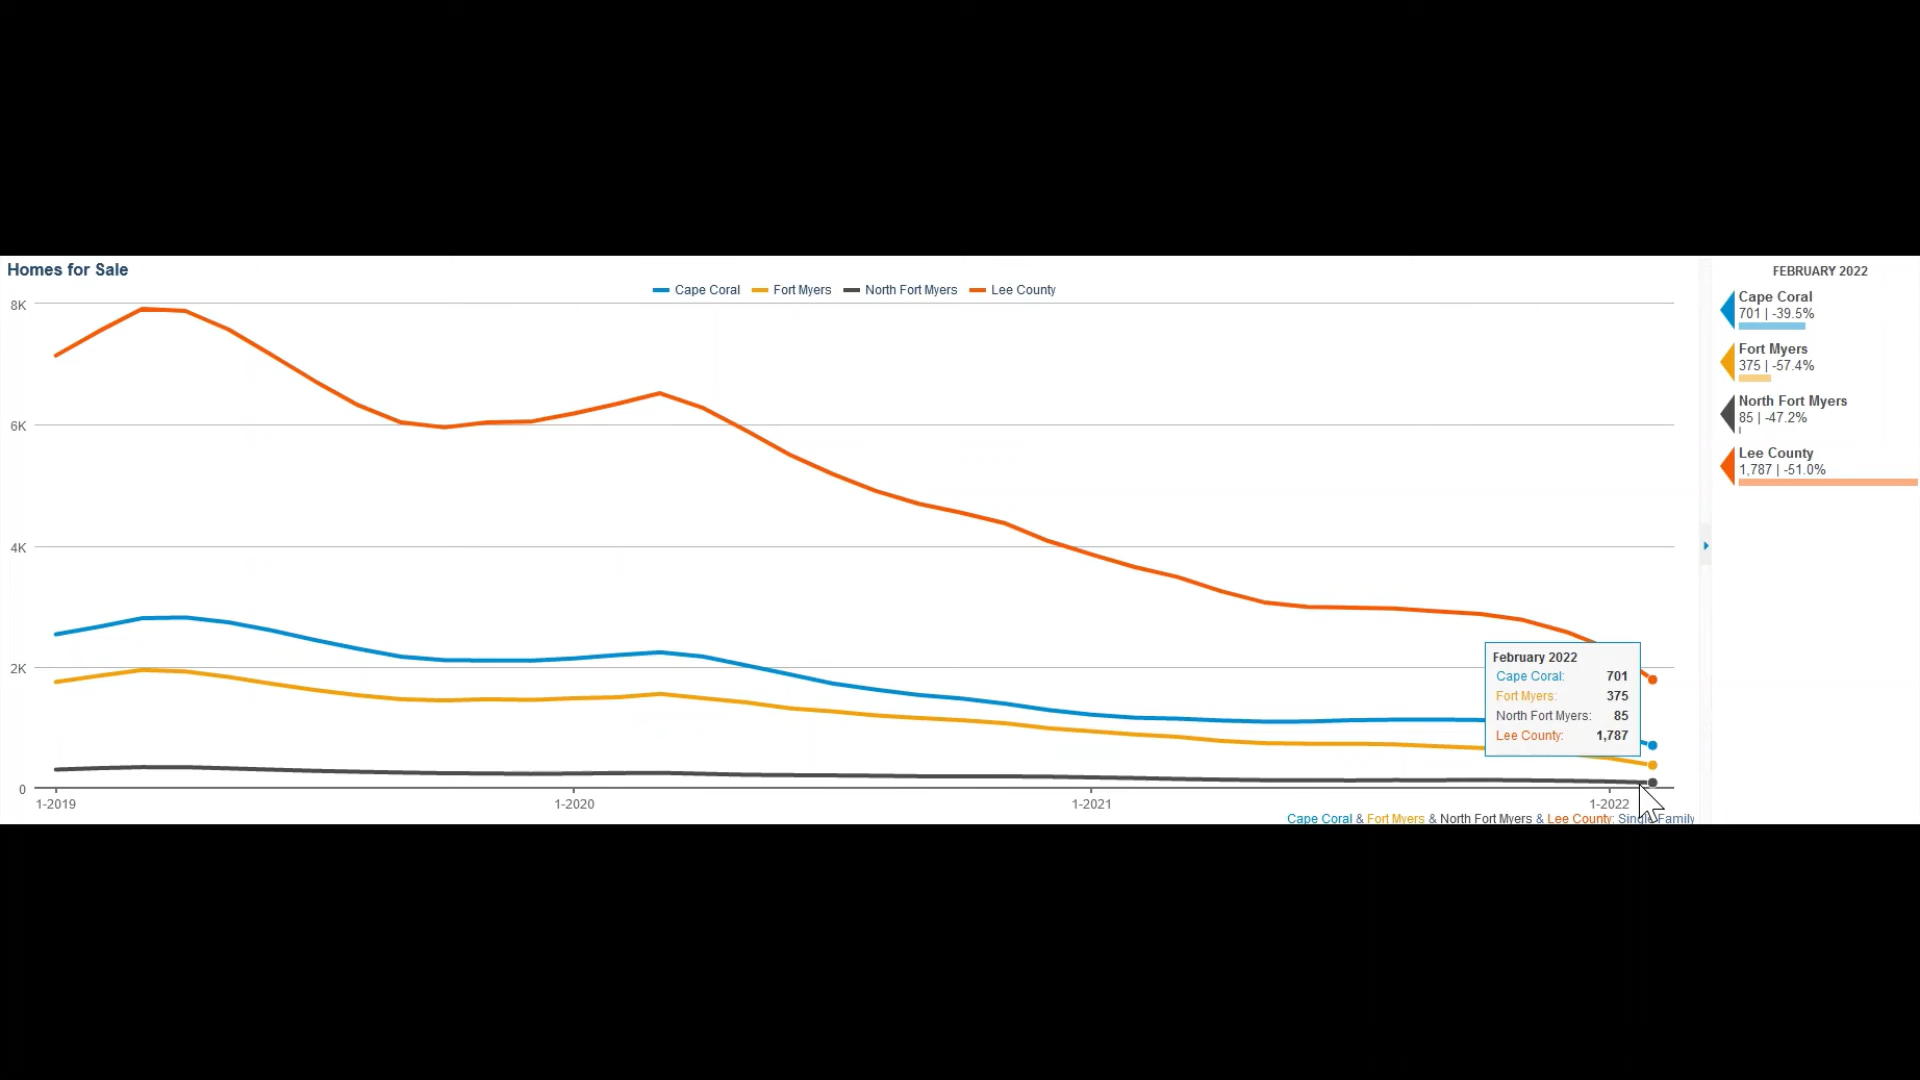 Homes for Sale
Cape Coral Fort Myers North Fort Myers Lee County
8K
6K
4K
2K
0
1-2019 1-2020 1-2021 1-2022
February 2022
Cape Coral: 701
Fort Myers: 375
North Fort Myers: 85
Lee County: 1,787
Cape Coral & Fort Myers & North Fort Myers & Lee County: Single Family
FEBRUARY 2022
Cape Coral
701 | -39.5%
Fort Myers
375 | -57.4%
North Fort Myers
85 | -47.2%
Lee County
1,787 | -51.0%